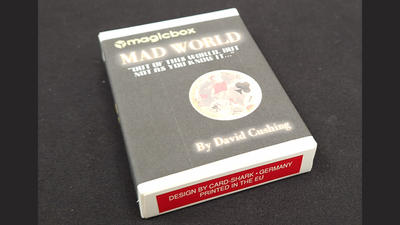 magicbox
MAD WORLD
"OUT OF THIS WORLD, BUT
NOT AS YOU KNOW IT..."
By David Cushing
DESIGN BY CARD-SHARK • GERMANY
PRINTED IN THE EU